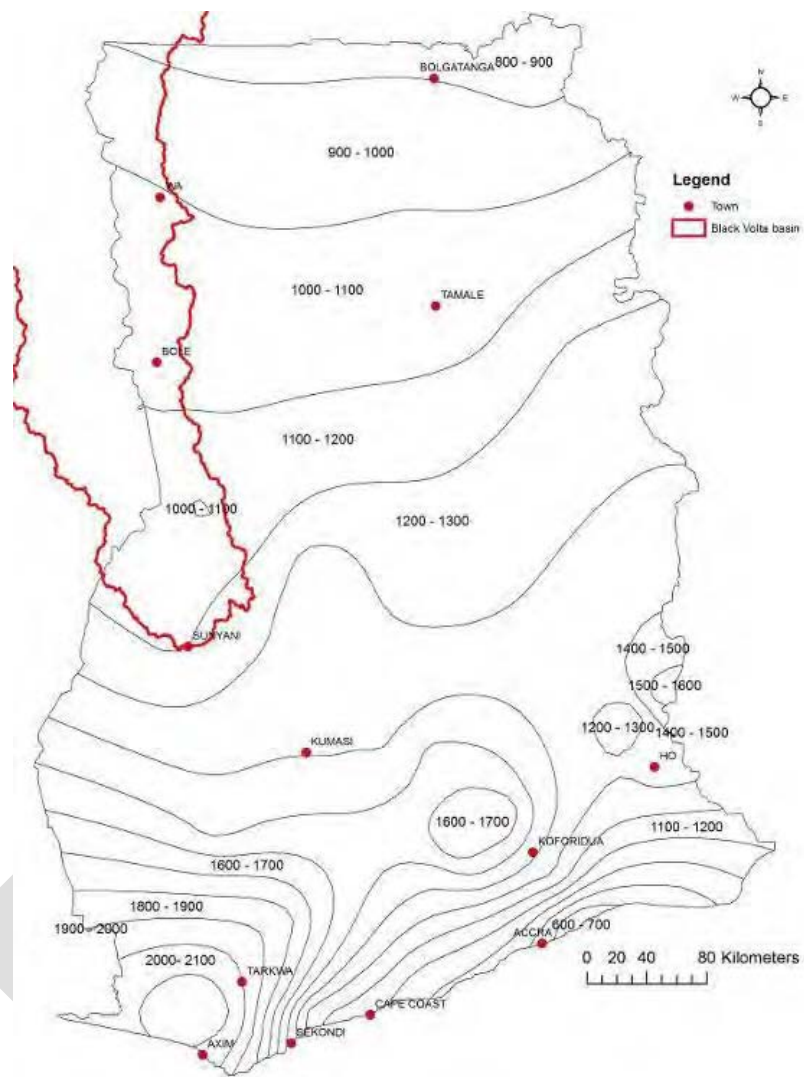 BOLGATANGA
800 - 900
N
W
E
S
900 - 1000
Legend
Town
Black Volta basin
WA
1000 - 1100
TAMALE
BOLE
1100 - 1200
1000 - 1100
1200 - 1300
SUNYANI
1400 - 1500
1500 - 1600
1200 - 1300
1400 - 1500
KUMASI
HO
1600 - 1700
1100 - 1200
KOFORIDUA
1600 - 1700
1800 - 1900
1900 - 2000
600 - 700
ACCRA
0 20 40 80 Kilometers
2000- 2100
TARKWA
CAPE COAST
SEKONDI
AXIM